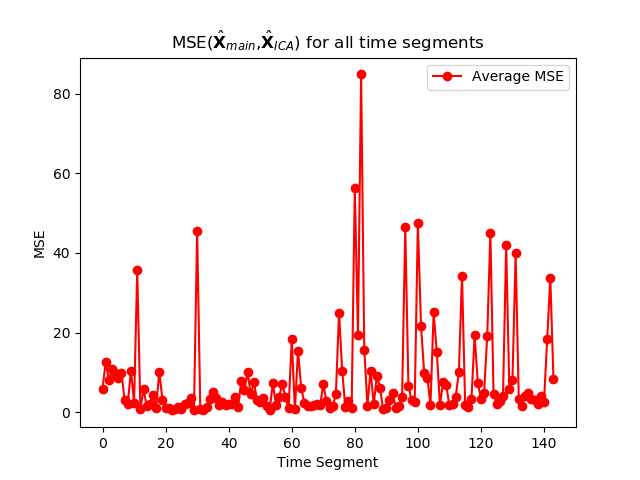 MSE(X̂main,X̂ICA) for all time segments
Average MSE
80
60
40
20
0
MSE
0 20 40 60 80 100 120 140
Time Segment